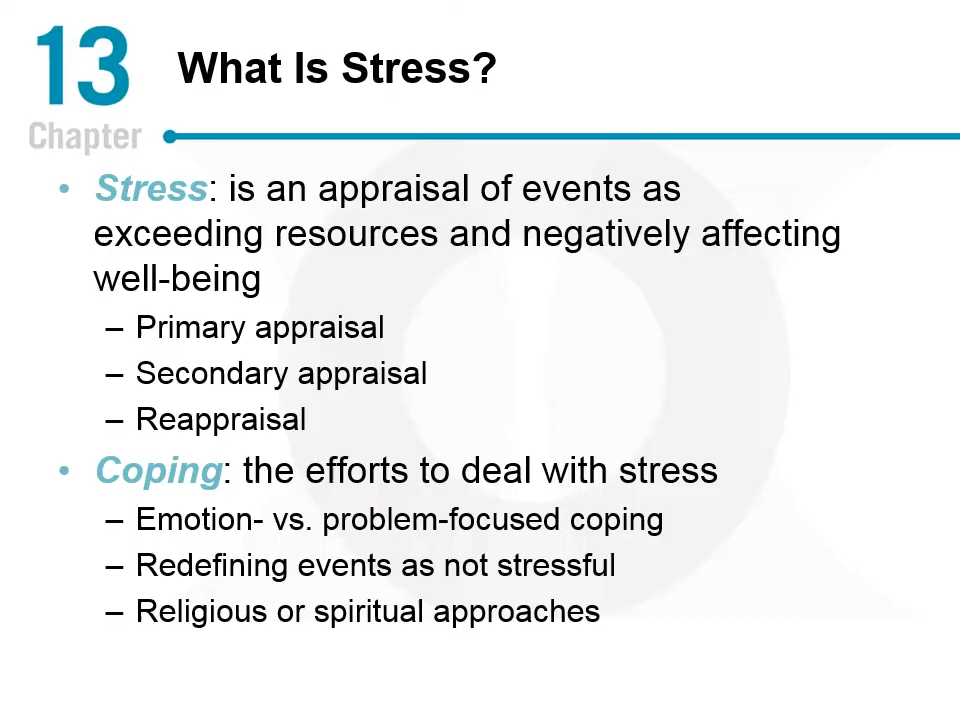 13
Chapter
What Is Stress?
• Stress: is an appraisal of events as
exceeding resources and negatively affecting
well-being
– Primary appraisal
– Secondary appraisal
– Reappraisal
• Coping: the efforts to deal with stress
– Emotion- vs. problem-focused coping
– Redefining events as not stressful
– Religious or spiritual approaches